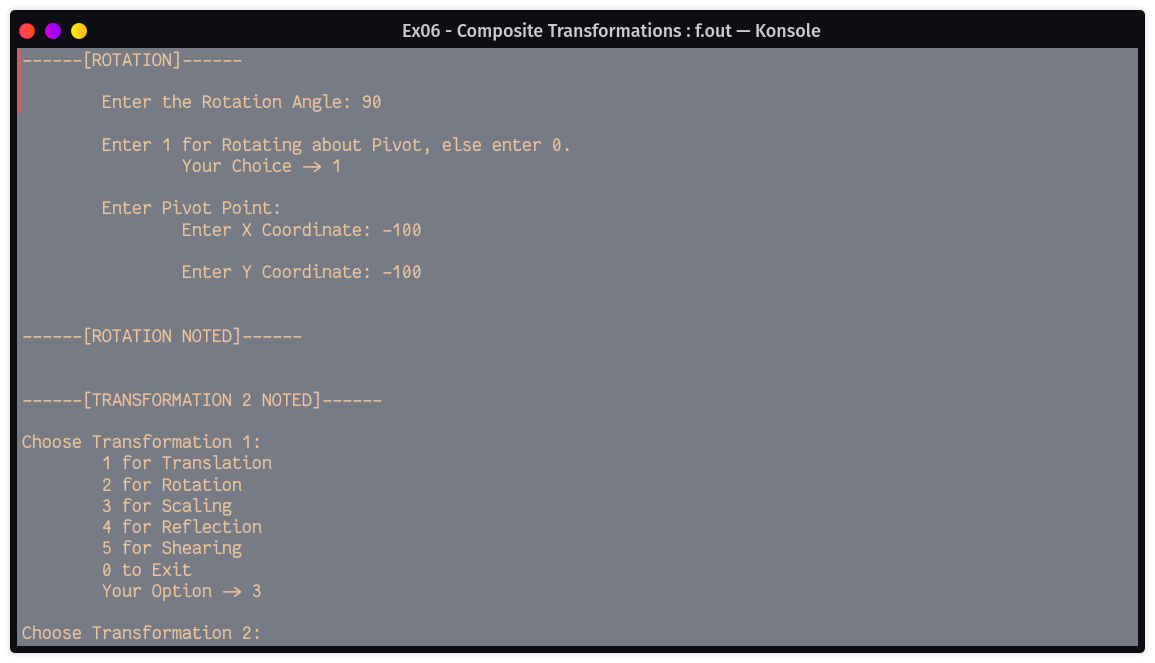 Ex06 - Composite Transformations : f.out — Konsole
------[ROTATION]------
Enter the Rotation Angle: 90
Enter 1 for Rotating about Pivot, else enter 0.
Your Choice -> 1
Enter Pivot Point:
Enter X Coordinate: -100
Enter Y Coordinate: -100
------[ROTATION NOTED]------
------[TRANSFORMATION 2 NOTED]------
Choose Transformation 1:
1 for Translation
2 for Rotation
3 for Scaling
4 for Reflection
5 for Shearing
0 to Exit
Your Option -> 3
Choose Transformation 2: